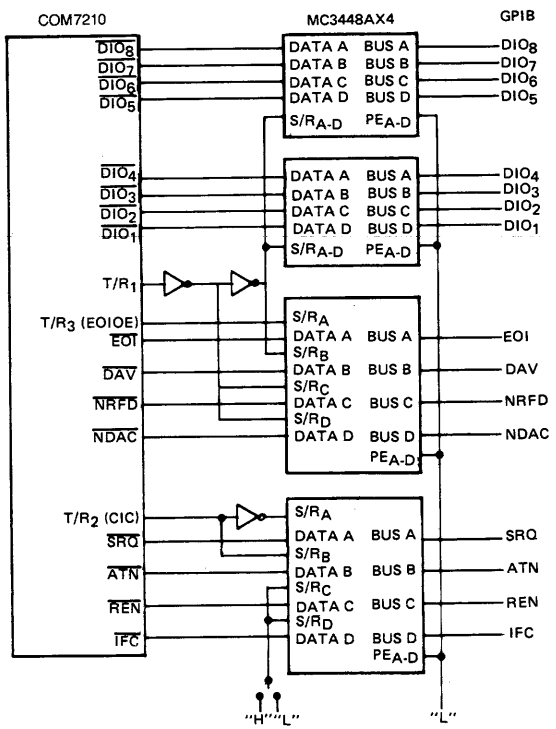 COM7210 MC3448AX4 GPIB
DIO8 DATA A BUS A DIO8
DIO7 DATA B BUS B DIO7
DIO6 DATA C BUS C DIO6
DIO5 DATA D BUS D DIO5
S/RA-D PEA-D
DIO4 DATA A BUS A DIO4
DIO3 DATA B BUS B DIO3
DIO2 DATA C BUS C DIO2
DIO1 DATA D BUS D DIO1
S/RA-D PEA-D
T/R1
T/R3 (EOIOE) S/RA
EOI DATA A BUS A EOI
S/RB
DAV DATA B BUS B DAV
S/RC
NRFD DATA C BUS C NRFD
S/RD
NDAC DATA D BUS D NDAC
PEA-D
T/R2 (CIC) S/RA
SRQ DATA A BUS A SRQ
S/RB
ATN DATA B BUS B ATN
S/RC
REN DATA C BUS C REN
S/RD
IFC DATA D BUS D IFC
PEA-D
"H" "L" "L"